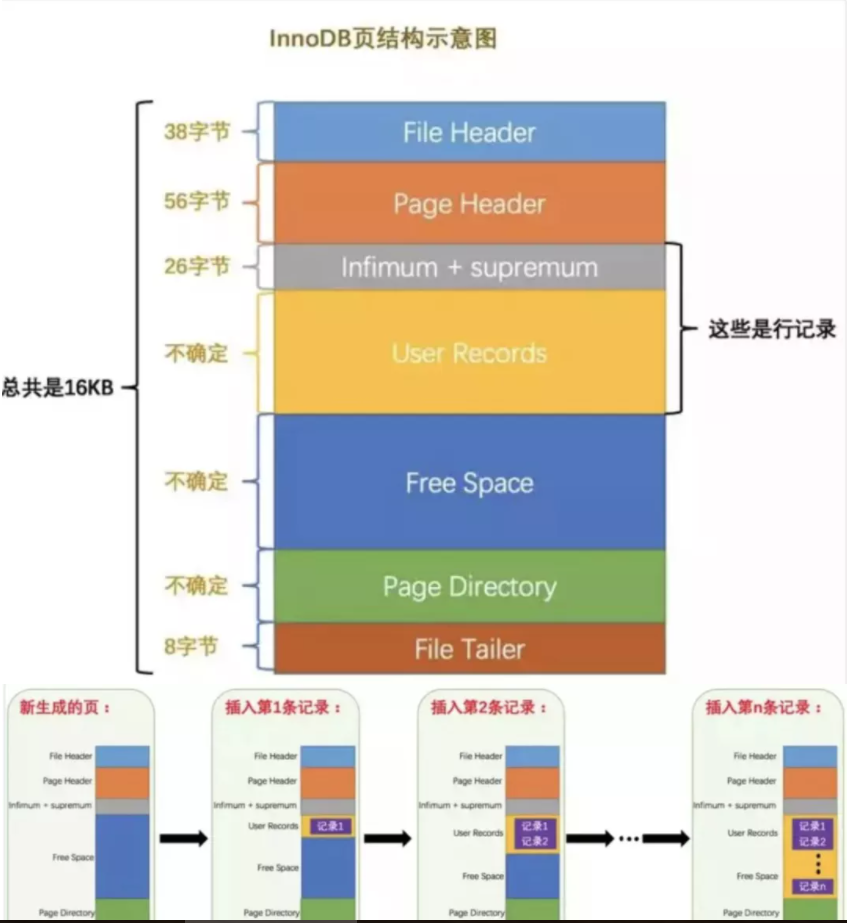 InnoDB页结构示意图
38字节
File Header
56字节
Page Header
26字节
Infimum + supremum
不确定
User Records
这些是行记录
总共是16KB
不确定
Free Space
不确定
Page Directory
8字节
File Tailer
新生成的页：
File Header
Page Header
Infimum + supremum
Free Space
Page Directory
插入第1条记录：
File Header
Page Header
Infimum + supremum
User Records
记录1
Free Space
Page Directory
插入第2条记录：
File Header
Page Header
Infimum + supremum
User Records
记录1
记录2
Free Space
Page Directory
插入第n条记录：
File Header
Page Header
Infimum + supremum
User Records
记录1
记录2
Free Space
记录n
Page Directory